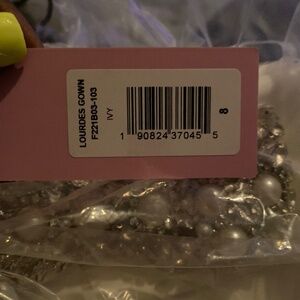 LOURDES GOWN
F221B03-103
IVY
1 90824 37045 5
8